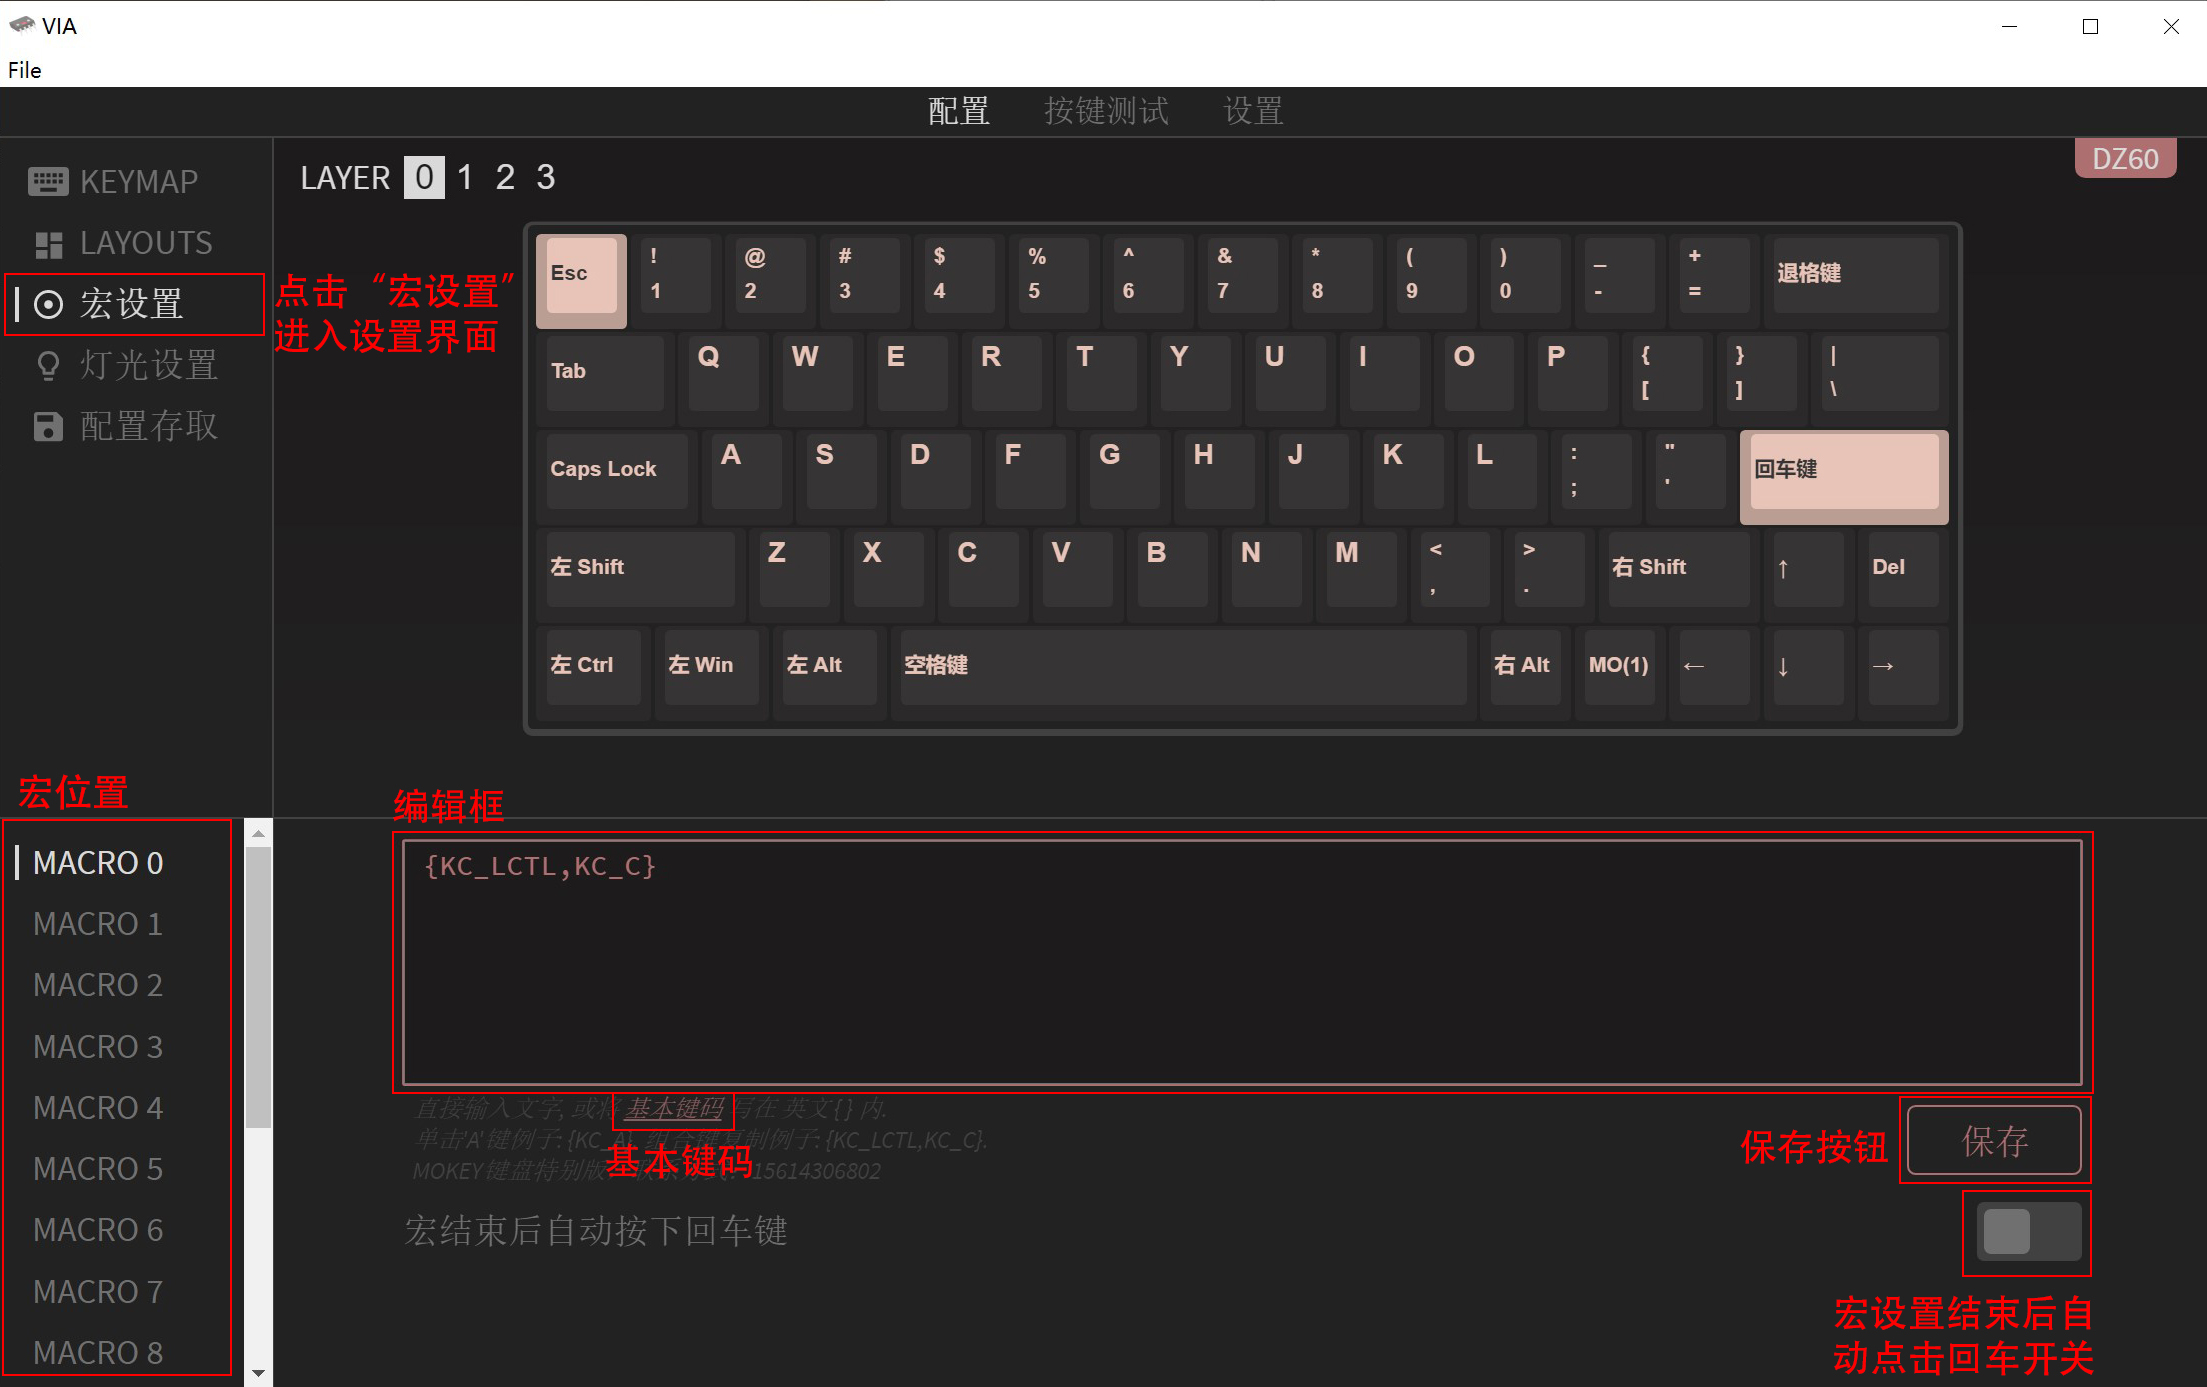 VIA
File
配置 按键测试 设置
KEYMAP
LAYOUTS
宏设置
灯光设置
配置存取
点击“宏设置”
进入设置界面
LAYER 0 1 2 3
DZ60
Esc ! 1 @ 2 # 3 $ 4 % 5 ^ 6 & 7 * 8 ( 9 ) 0 _ - + = 退格键
Tab Q W E R T Y U I O P { [ } ] | \
Caps Lock A S D F G H J K L : ; " ' 回车键
左 Shift Z X C V B N M < , > . 右 Shift ↑ Del
左 Ctrl 左 Win 左 Alt 空格键 右 Alt MO(1) ← ↓ →
宏位置
MACRO 0
MACRO 1
MACRO 2
MACRO 3
MACRO 4
MACRO 5
MACRO 6
MACRO 7
MACRO 8
编辑框
{KC_LCTL,KC_C}
直接输入文字, 或将 基本键码 写在 英文{} 内.
单击'A'键例子: {KC_A}. 组合键复制例子: {KC_LCTL,KC_C}.
MOKEY键盘特别版 15614306802
基本键码
保存按钮
保存
宏结束后自动按下回车键
宏设置结束后自
动点击回车开关